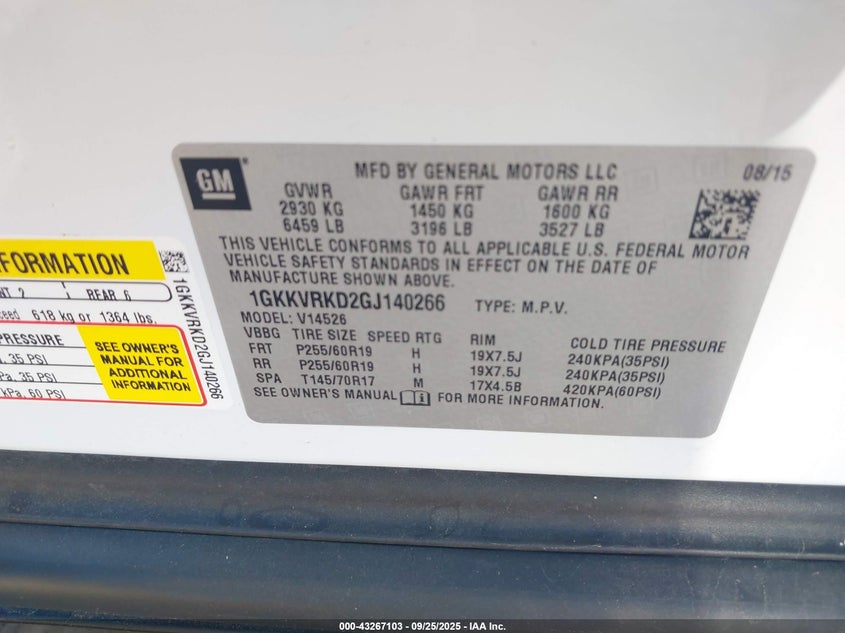 GM
MFD BY GENERAL MOTORS LLC 08/15
GVWR GAWR FRT GAWR RR
2930 KG 1450 KG 1600 KG
6459 LB 3196 LB 3527 LB
THIS VEHICLE CONFORMS TO ALL APPLICABLE U.S. FEDERAL MOTOR
VEHICLE SAFETY STANDARDS IN EFFECT ON THE DATE OF
MANUFACTURE SHOWN ABOVE.
1GKKVRKD2GJ140266 TYPE: M.P.V.
MODEL: V14526
VBBG TIRE SIZE SPEED RTG RIM COLD TIRE PRESSURE
FRT P255/60R19 H 19X7.5J 240KPA(35PSI)
RR P255/60R19 H 19X7.5J 240KPA(35PSI)
SPA T145/70R17 M 17X4.5B 420KPA(60PSI)
SEE OWNER'S MANUAL FOR MORE INFORMATION.
FORMATION
NT 2 REAR 6
ceed 618 kg or 1364 lbs.
PRESSURE
35 PSI
a, 35 PSI
kPa, 60 PSI
SEE OWNER'S
MANUAL FOR
ADDITIONAL
INFORMATION
1GKKVRKD2GJ140266
000-43267103 - 09/25/2025 - IAA Inc.